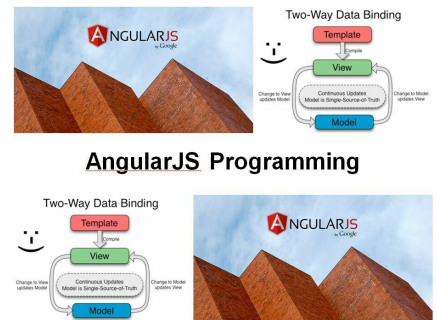 ANGULARJS
by Google
Two-Way Data Binding
Template
Compile
View
Change to View
updates Model
Continuous Updates
Model is Single-Source-of-Truth
Change to Model
updates View
Model
AngularJS Programming
Two-Way Data Binding
Template
Compile
View
Change to View
updates Model
Continuous Updates
Model is Single-Source-of-Truth
Change to Model
updates View
Model
ANGULARJS
by Google